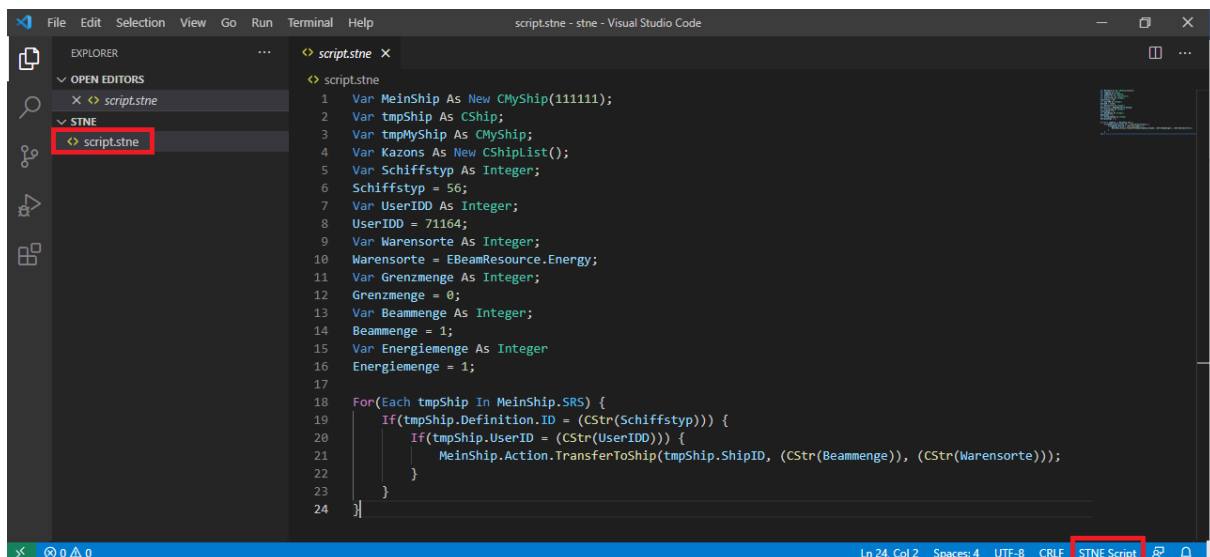 File Edit Selection View Go Run Terminal Help script.stne - stne - Visual Studio Code
EXPLORER
OPEN EDITORS
script.stne
STNE
script.stne
script.stne
script.stne
1 Var MeinShip As New CMyShip(111111);
2 Var tmpShip As CShip;
3 Var tmpMyShip As CMyShip;
4 Var Kazons As New CShipList();
5 Var Schiffstyp As Integer;
6 Schiffstyp = 56;
7 Var UserIDD As Integer;
8 UserIDD = 71164;
9 Var Warensorte As Integer;
10 Warensorte = EBeamResource.Energy;
11 Var Grenzmenge As Integer;
12 Grenzmenge = 0;
13 Var Beammenge As Integer;
14 Beammenge = 1;
15 Var Energiemenge As Integer
16 Energiemenge = 1;
17
18 For(Each tmpShip In MeinShip.SRS) {
19 If(tmpShip.Definition.ID = (CStr(Schiffstyp))) {
20 If(tmpShip.UserID = (CStr(UserIDD))) {
21 MeinShip.Action.TransferToShip(tmpShip.ShipID, (CStr(Beammenge)), (CStr(Warensorte)));
22 }
23 }
24 }
0 0 Ln 24, Col 2 Spaces: 4 UTF-8 CRLF STNE Script